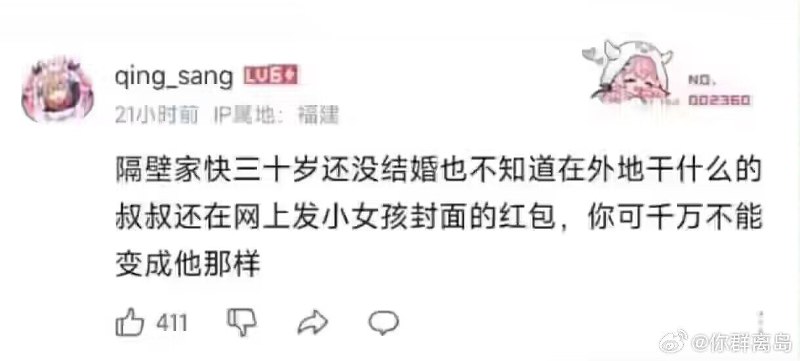 qing_sang LV6
NO.
002360
21小时前 IP属地：福建
隔壁家快三十岁还没结婚也不知道在外地干什么的
叔叔还在网上发小女孩封面的红包，你可千万不能
变成他那样
411
@你群离岛